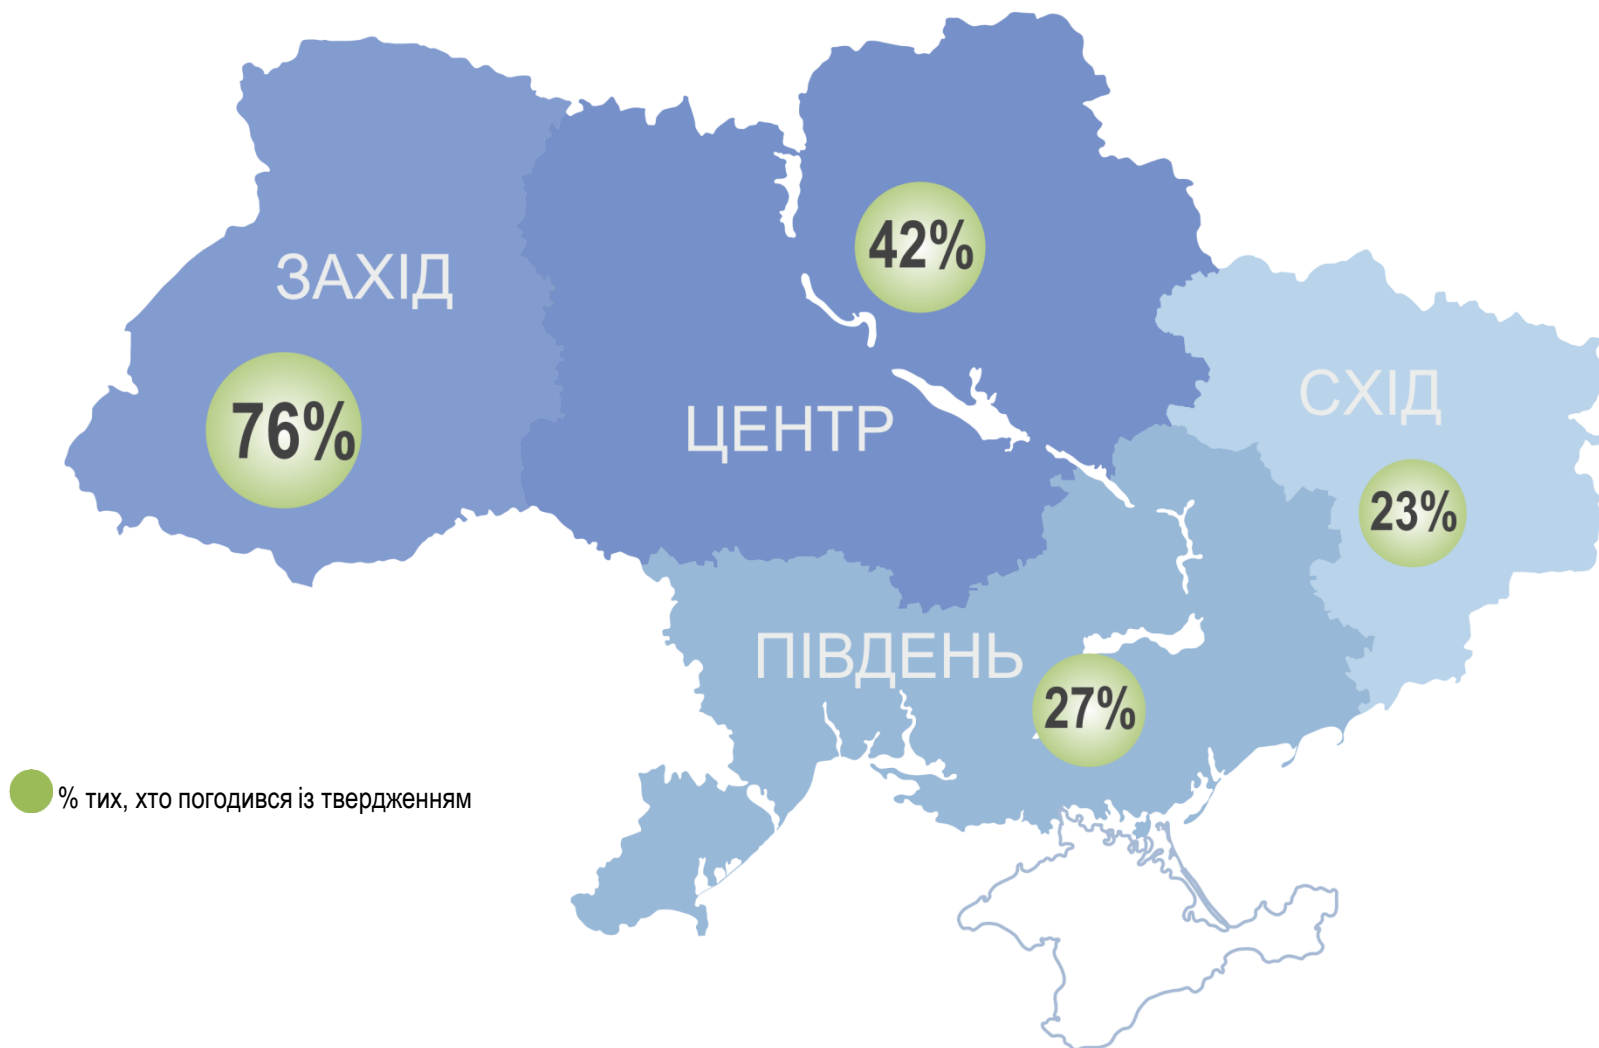 42%
ЗАХІД
76%
ЦЕНТР
СХІД
23%
ПІВДЕНЬ
27%
% тих, хто погодився із твердженням